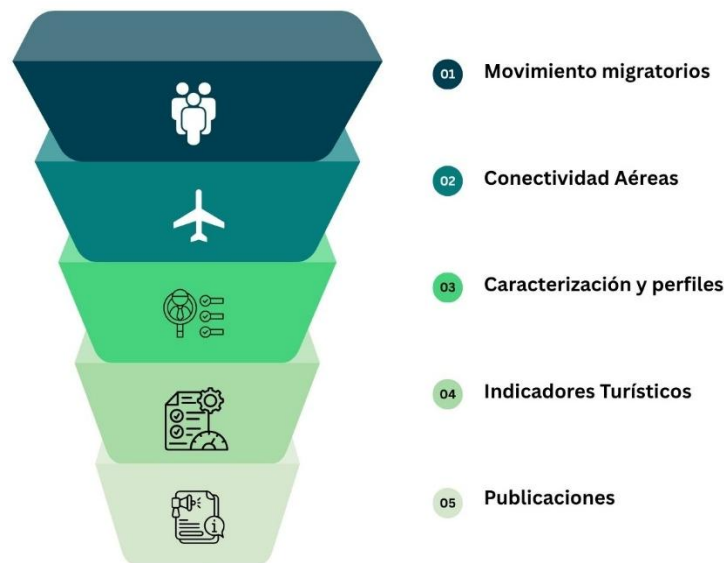 01 Movimiento migratorios
02 Conectividad Aéreas
03 Caracterización y perfiles
04 Indicadores Turísticos
05 Publicaciones